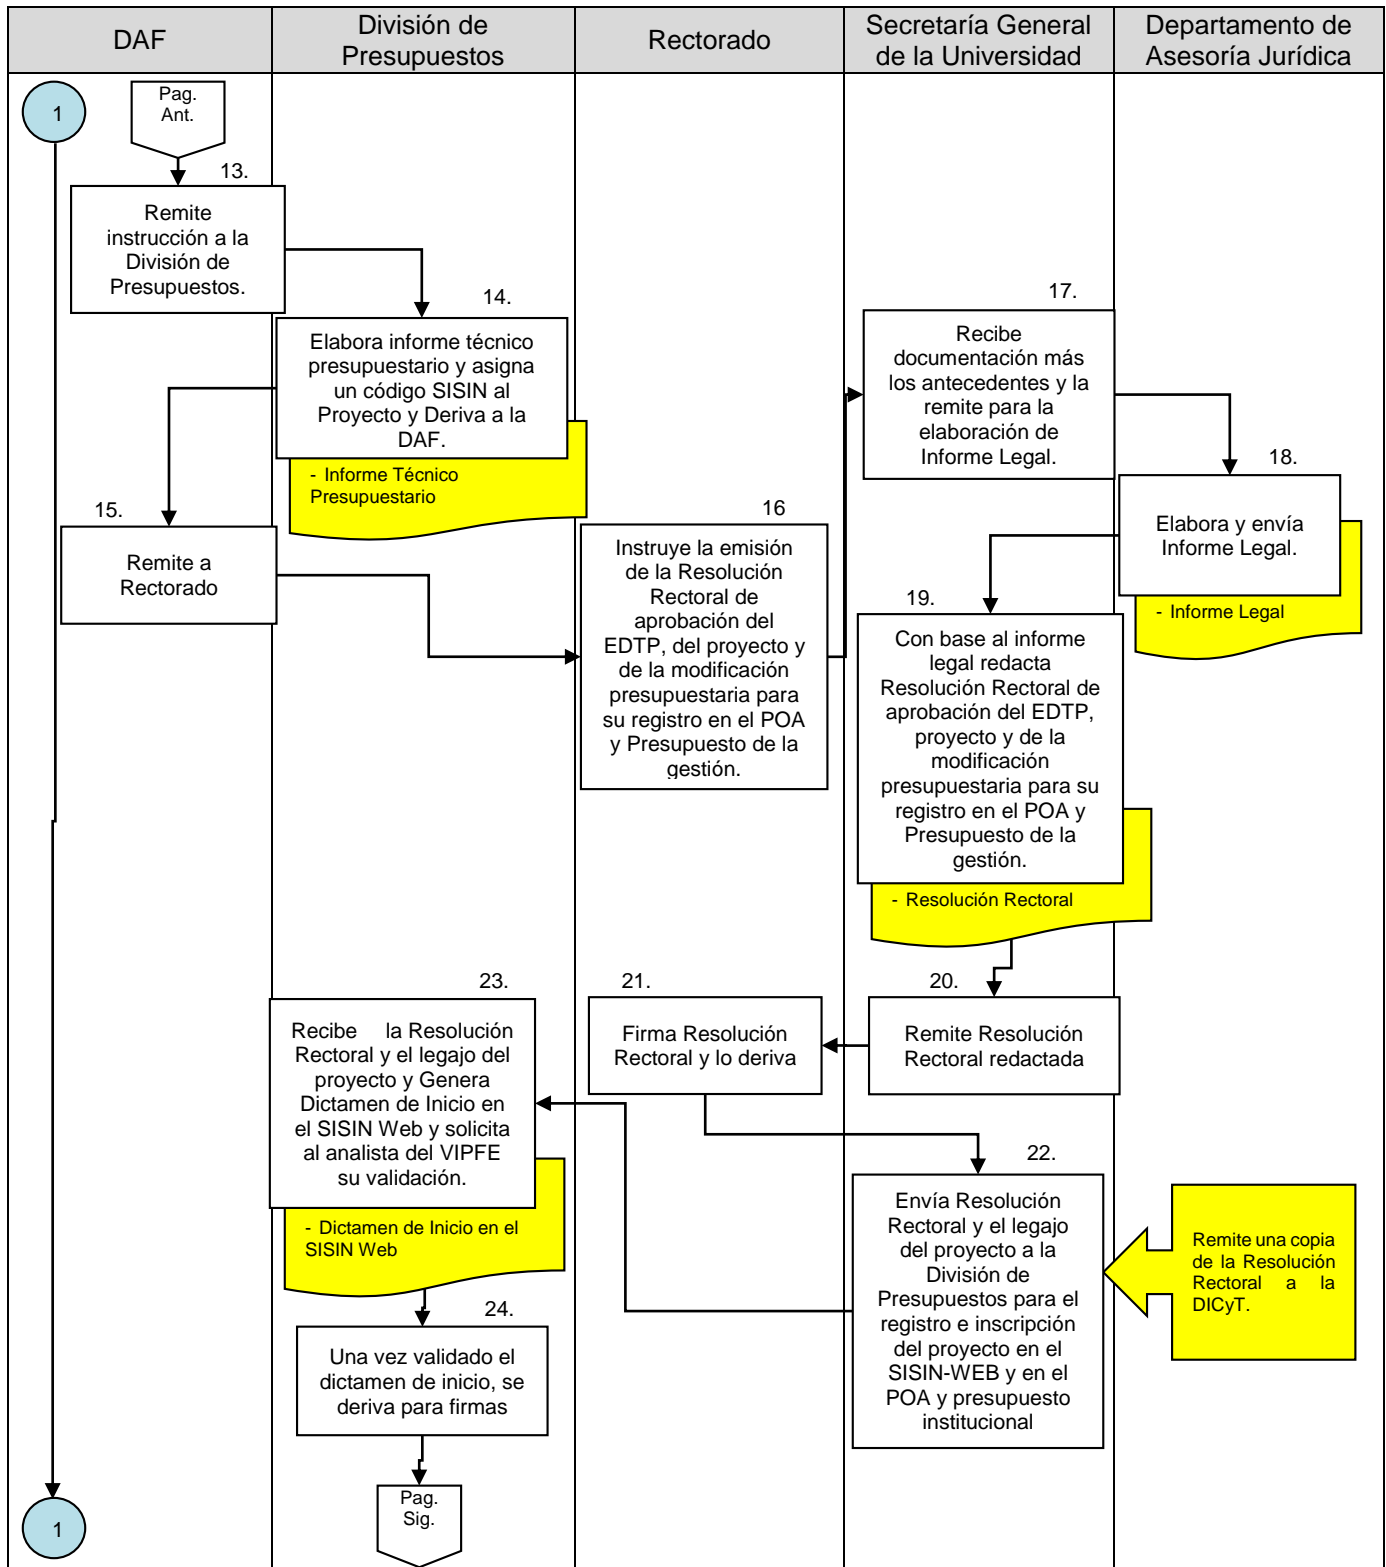 DAF
División de
Presupuestos
Rectorado
Secretaría General
de la Universidad
Departamento de
Asesoría Jurídica
1
Pag.
Ant.
13.
Remite
instrucción a la
División de
Presupuestos.
14.
Elabora informe técnico
presupuestario y asigna
un código SISIN al
Proyecto y Deriva a la
DAF.
- Informe Técnico
Presupuestario
15.
Remite a
Rectorado
16
Instruye la emisión
de la Resolución
Rectoral de
aprobación del
EDTP, del proyecto y
de la modificación
presupuestaria para
su registro en el POA
y Presupuesto de la
gestión.
17.
Recibe
documentación más
los antecedentes y la
remite para la
elaboración de
Informe Legal.
18.
Elabora y envía
Informe Legal.
- Informe Legal
19.
Con base al informe
legal redacta
Resolución Rectoral de
aprobación del EDTP,
proyecto y de la
modificación
presupuestaria para su
registro en el POA y
Presupuesto de la
gestión.
- Resolución Rectoral
20.
Remite Resolución
Rectoral redactada
21.
Firma Resolución
Rectoral y lo deriva
22.
Envía Resolución
Rectoral y el legajo
del proyecto a la
División de
Presupuestos para el
registro e inscripción
del proyecto en el
SISIN-WEB y en el
POA y presupuesto
institucional
Remite una copia
de la Resolución
Rectoral a la
DICyT.
23.
Recibe la Resolución
Rectoral y el legajo del
proyecto y Genera
Dictamen de Inicio en
el SISIN Web y solicita
al analista del VIPFE
su validación.
- Dictamen de Inicio en el
SISIN Web
24.
Una vez validado el
dictamen de inicio, se
deriva para firmas
Pag.
Sig.
1